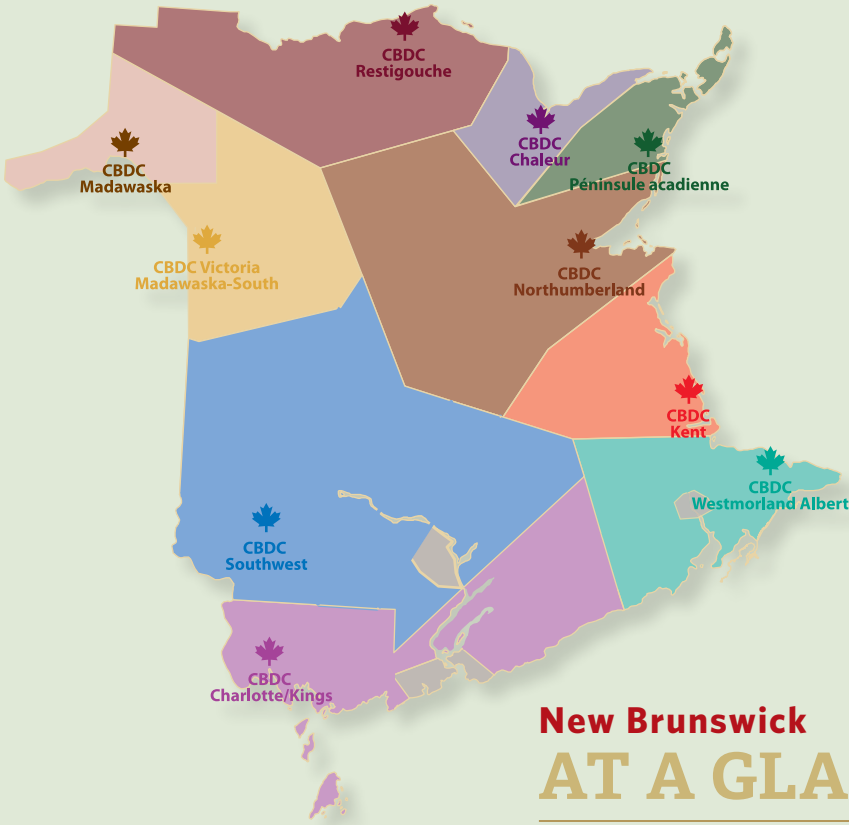 CBDC
Restigouche
CBDC
Chaleur
CBDC
Péninsule acadienne
CBDC
Madawaska
CBDC Victoria
Madawaska-South
CBDC
Northumberland
CBDC
Kent
CBDC
Westmorland Albert
CBDC
Southwest
CBDC
Charlotte/Kings
New Brunswick
AT A GLA